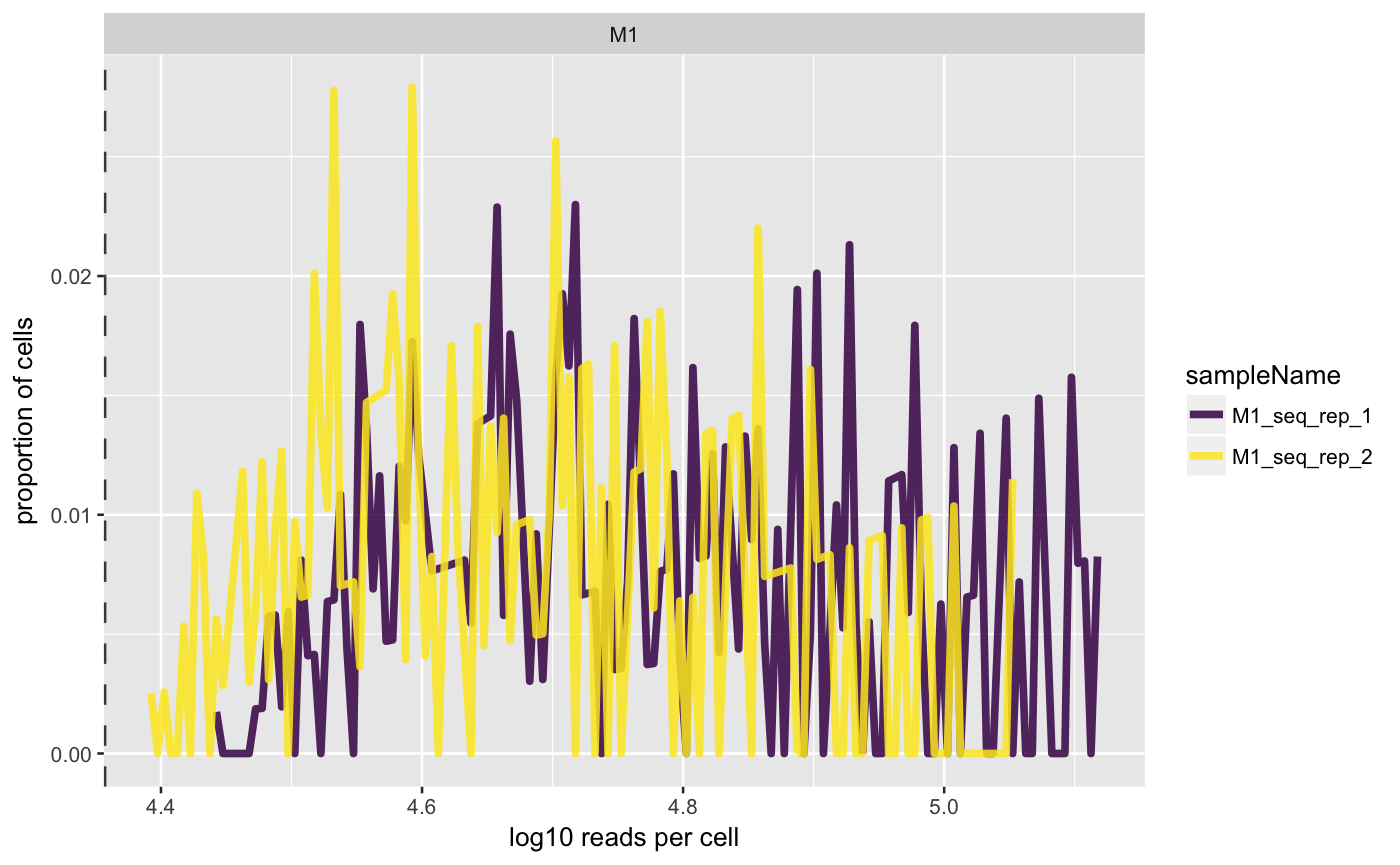 M1
proportion of cells
0.02
0.01
0.00
4.4 4.6 4.8 5.0
log10 reads per cell
sampleName
M1_seq_rep_1
M1_seq_rep_2